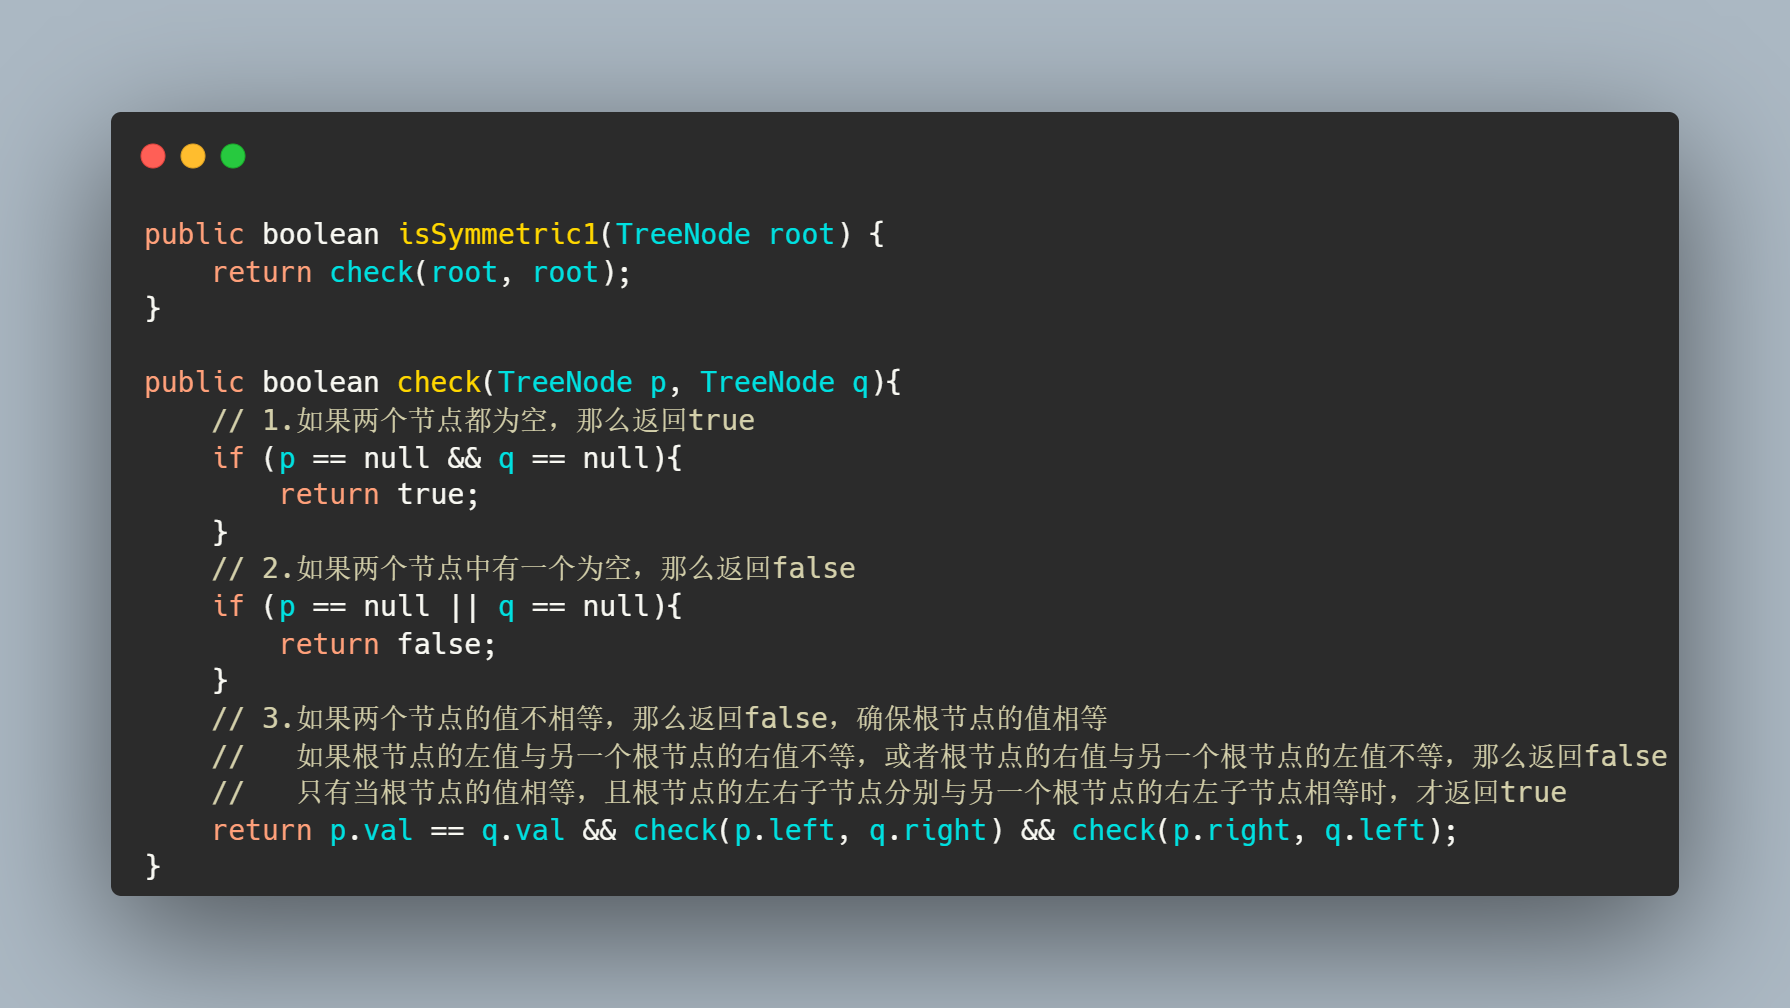 public boolean isSymmetric1(TreeNode root) {
    return check(root, root);
}

public boolean check(TreeNode p, TreeNode q){
    // 1.如果两个节点都为空，那么返回true
    if (p == null && q == null){
        return true;
    }
    // 2.如果两个节点中有一个为空，那么返回false
    if (p == null || q == null){
        return false;
    }
    // 3.如果两个节点的值不相等，那么返回false，确保根节点的值相等
    //   如果根节点的左值与另一个根节点的右值不等，或者根节点的右值与另一个根节点的左值不等，那么返回false
    //   只有当根节点的值相等，且根节点的左右子节点分别与另一个根节点的右左子节点相等时，才返回true
    return p.val == q.val && check(p.left, q.right) && check(p.right, q.left);
}